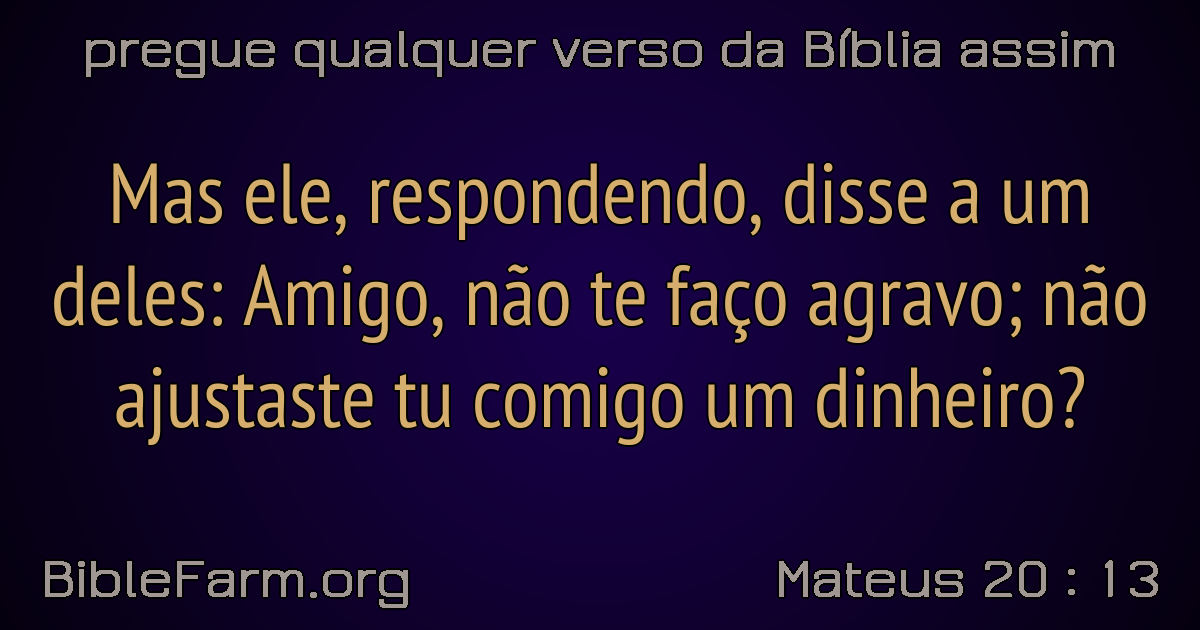 pregue qualquer verso da Bíblia assim
Mas ele, respondendo, disse a um
deles: Amigo, não te faço agravo; não
ajustaste tu comigo um dinheiro?
BibleFarm.org
Mateus 20 : 13